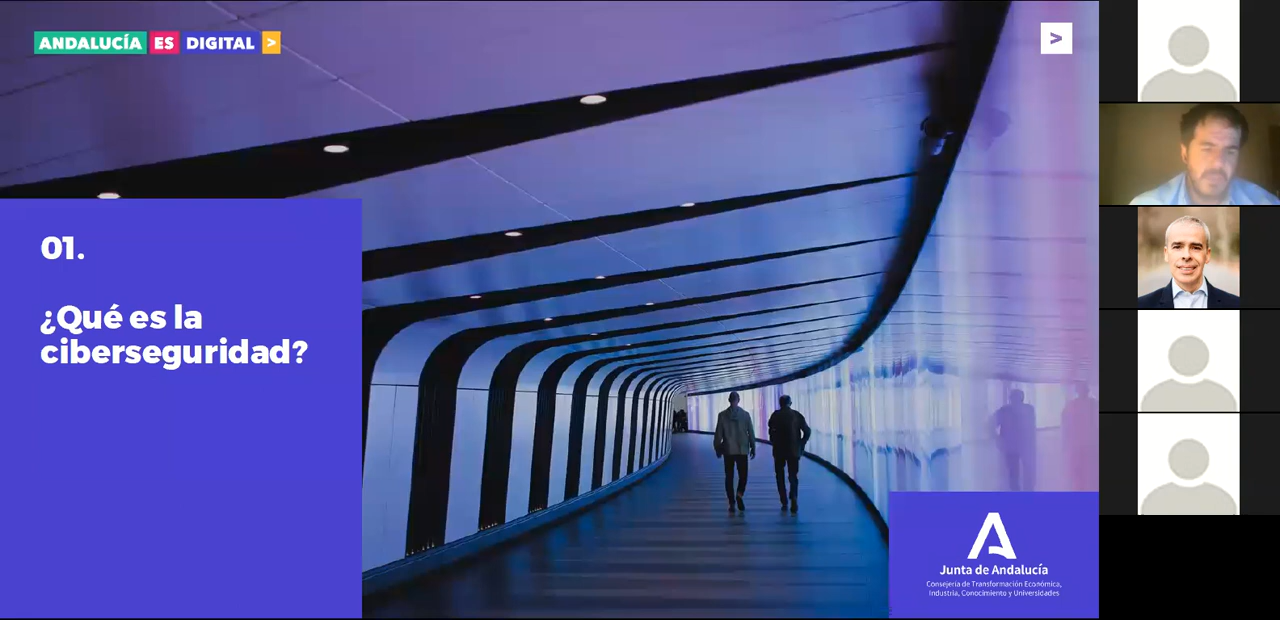 ANDALUCÍA ES DIGITAL >
>
01.
¿Qué es la
ciberseguridad?
Junta de Andalucía
Consejería de Transformación Económica,
Industria, Conocimiento y Universidades